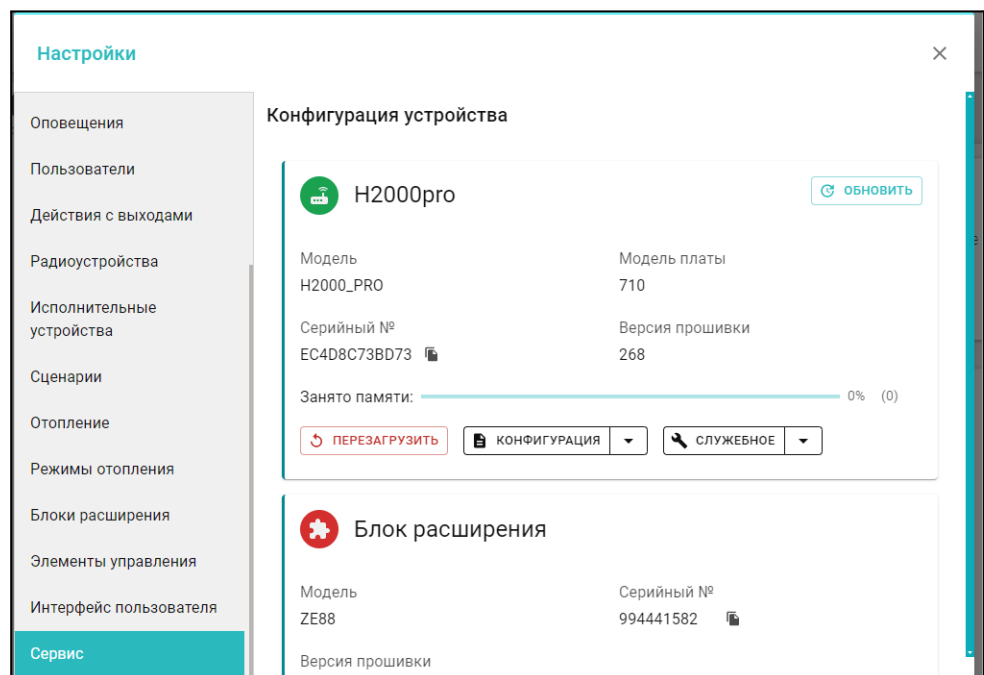 Настройки
Оповещения
Пользователи
Действия с выходами
Радиоустройства
Исполнительные
устройства
Сценарии
Отопление
Режимы отопления
Блоки расширения
Элементы управления
Интерфейс пользователя
Сервис
Конфигурация устройства
H2000pro
ОБНОВИТЬ
Модель
Модель платы
H2000_PRO
710
Серийный №
Версия прошивки
EC4D8C73BD73
268
Занято памяти:
0% (0)
ПЕРЕЗАГРУЗИТЬ
КОНФИГУРАЦИЯ
СЛУЖЕБНОЕ
Блок расширения
Модель
Серийный №
ZE88
994441582
Версия прошивки